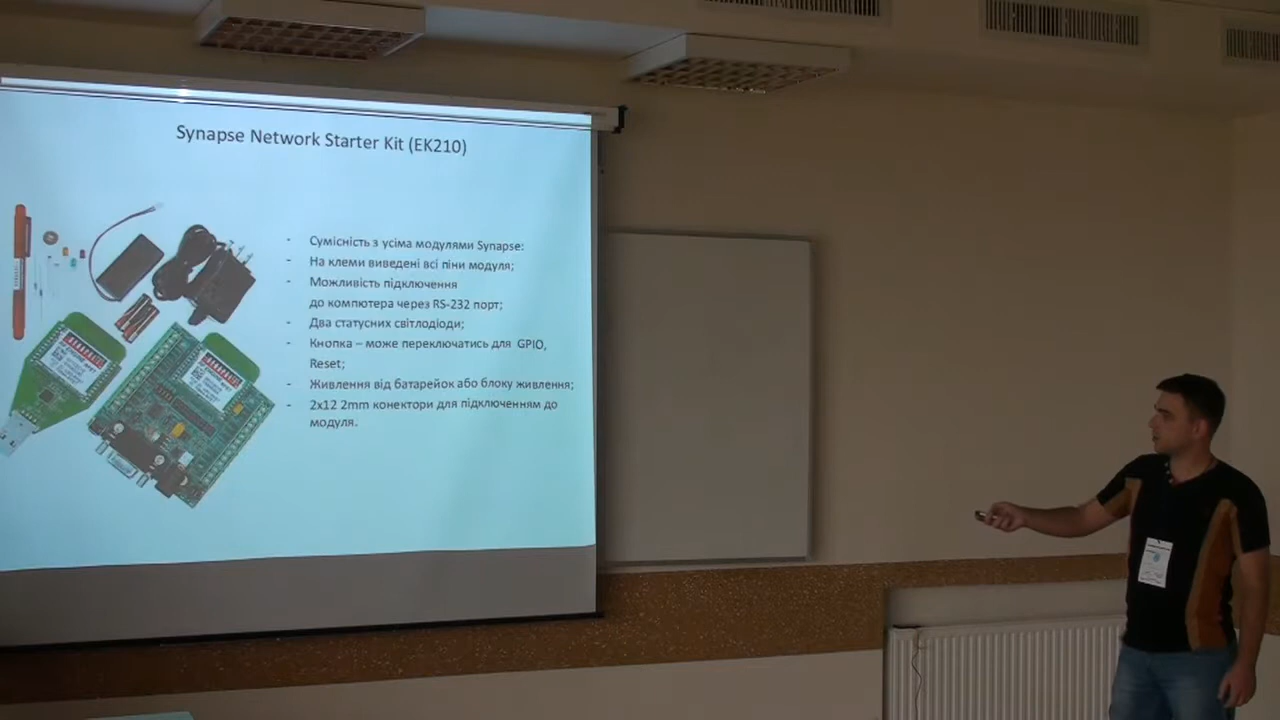 Synapse Network Starter Kit (EK210)
- Сумісність з усіма модулями Synapse:
- На клеми виведені всі піни модуля;
- Можливість підключення
до компютера через RS-232 порт;
- Два статусних світлодіоди;
- Кнопка – може переключатись для GPIO,
Reset;
- Живлення від батарейок або блоку живлення;
- 2x12 2mm конектори для підключенням до
модуля.